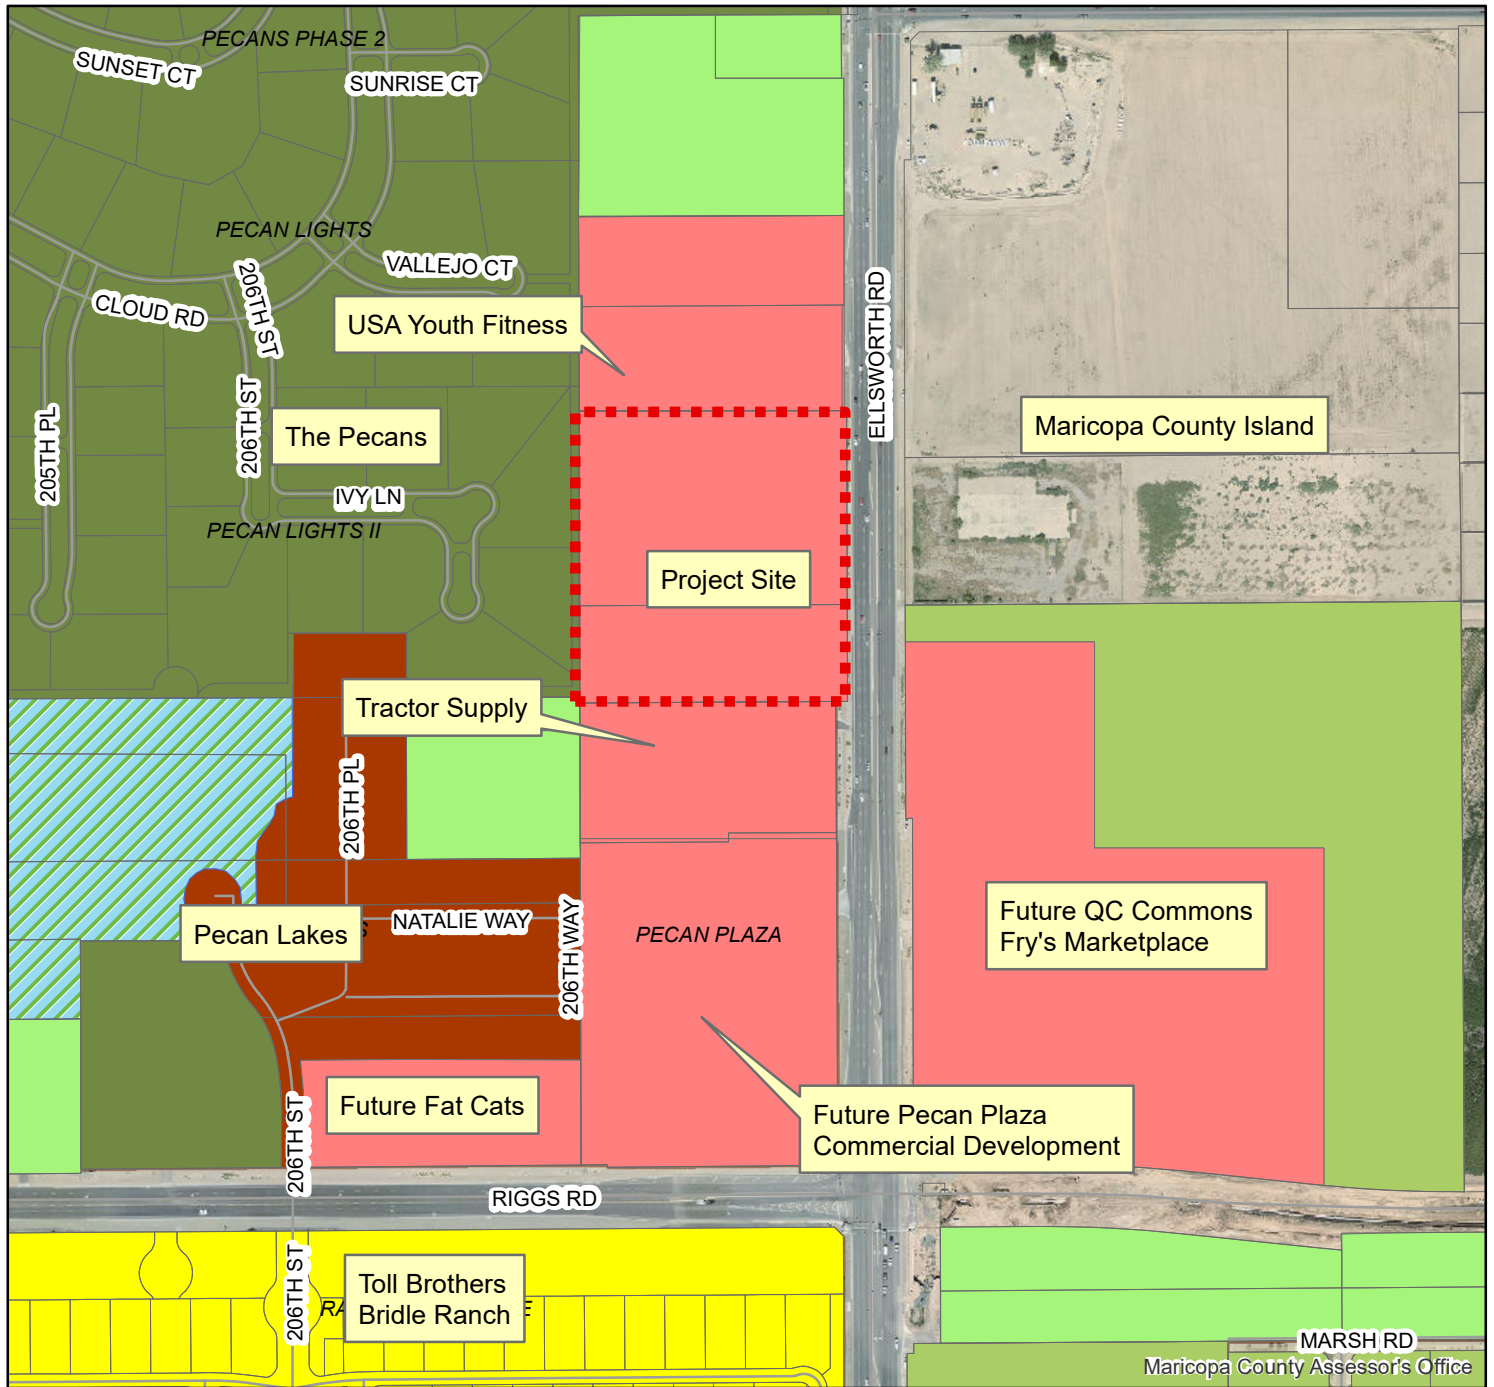 PECANS PHASE 2
SUNSET CT
SUNRISE CT
PECAN LIGHTS
VALLEJO CT
206TH ST
CLOUD RD
USA Youth Fitness
ELLSWORTH RD
205TH PL
206TH ST
The Pecans
Maricopa County Island
IVY LN
PECAN LIGHTS II
Project Site
Tractor Supply
206TH PL
Pecan Lakes
NATALIE WAY
206TH WAY
PECAN PLAZA
Future QC Commons
Fry's Marketplace
Future Fat Cats
Future Pecan Plaza
Commercial Development
206TH ST
RIGGS RD
206TH ST
Toll Brothers
Bridle Ranch
MARSH RD
Maricopa County Assessor's Office